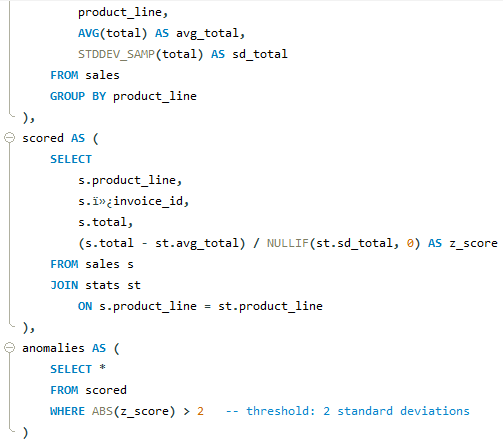 product_line,
AVG(total) AS avg_total,
STDDEV_SAMP(total) AS sd_total
FROM sales
GROUP BY product_line
),
scored AS (
SELECT
s.product_line,
s.ï»¿invoice_id,
s.total,
(s.total - st.avg_total) / NULLIF(st.sd_total, 0) AS z_score
FROM sales s
JOIN stats st
ON s.product_line = st.product_line
),
anomalies AS (
SELECT *
FROM scored
WHERE ABS(z_score) > 2   -- threshold: 2 standard deviations
)